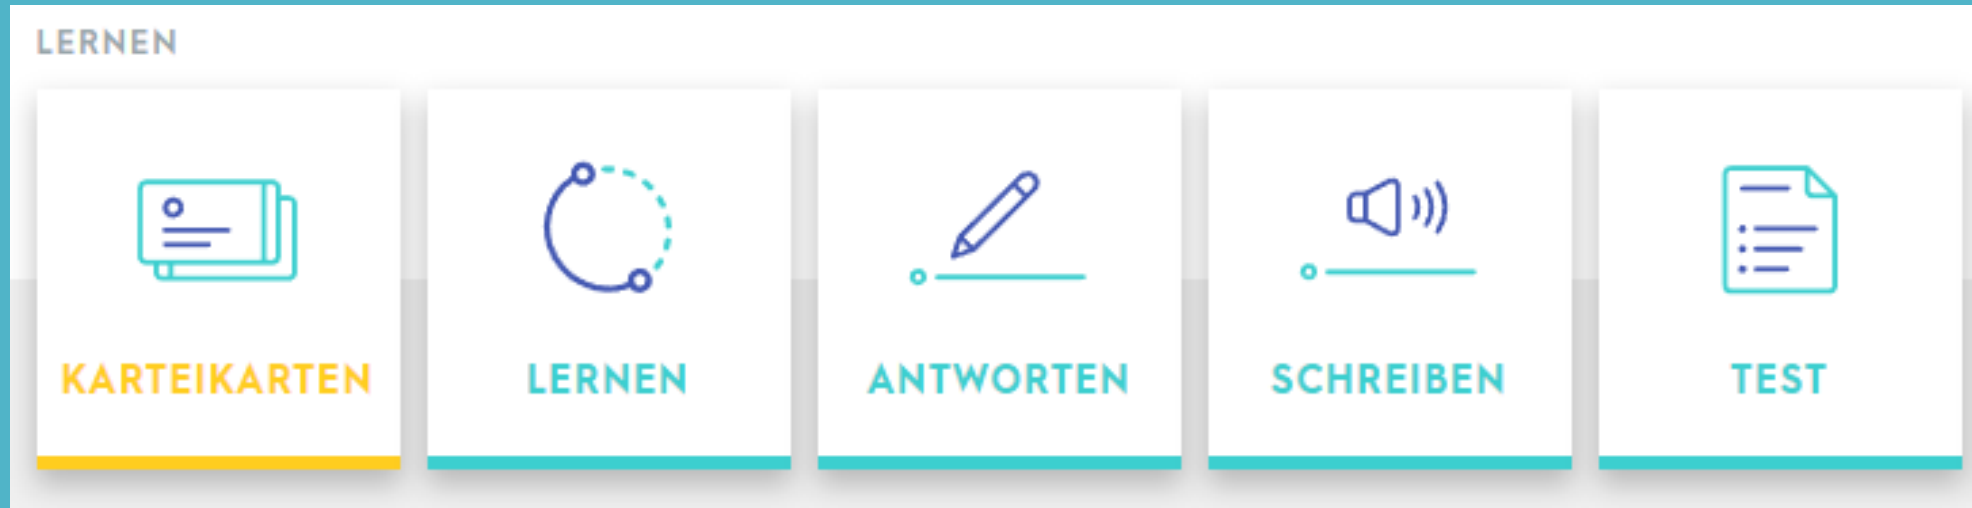 LERNEN
KARTEIKARTEN
LERNEN
ANTWORTEN
SCHREIBEN
TEST